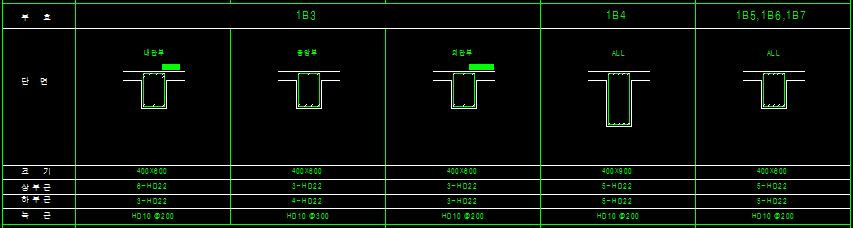 부 호 1B3 1B4 1B5,1B6,1B7
내단부 중앙부 외단부 ALL ALL
단 면
크 기 400X600 400X600 400X600 400X900 400X600
상부근 6-HD22 3-HD22 3-HD22 5-HD22 5-HD22
하부근 3-HD22 4-HD22 3-HD22 5-HD22 5-HD22
늑 근 HD10 @200 HD10 @300 HD10 @200 HD10 @200 HD10 @200